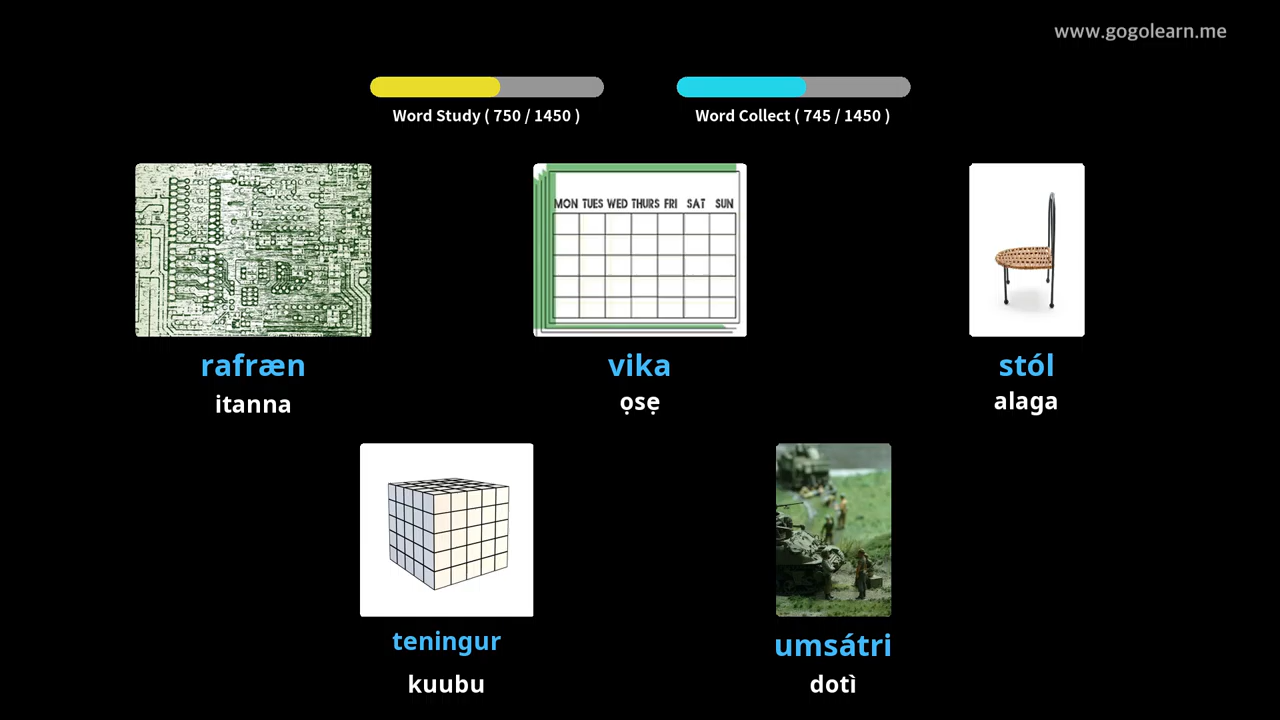 www.gogolearn.me
Word Study ( 750 / 1450 )
Word Collect ( 745 / 1450 )
MON TUES WED THURS FRI SAT SUN
rafræn
vika
stól
itanna
ọsẹ
alaga
teningur
umsátri
kuubu
dotì